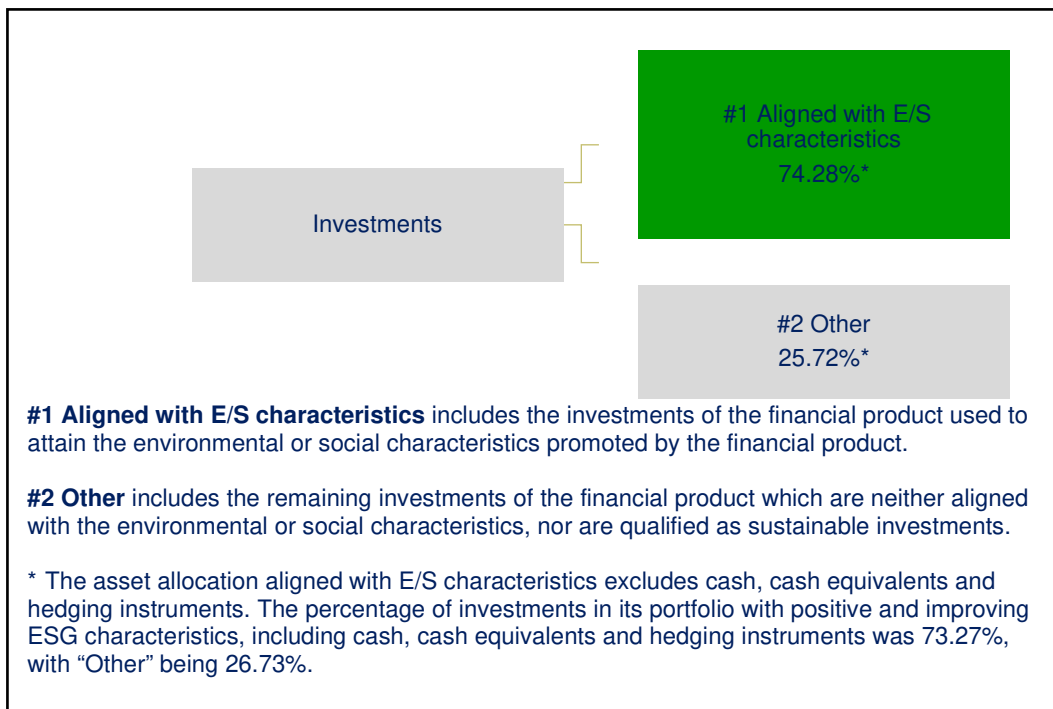 #1 Aligned with E/S
characteristics
74.28%*
Investments
#2 Other
25.72%*
#1 Aligned with E/S characteristics includes the investments of the financial product used to
attain the environmental or social characteristics promoted by the financial product.
#2 Other includes the remaining investments of the financial product which are neither aligned
with the environmental or social characteristics, nor are qualified as sustainable investments.
* The asset allocation aligned with E/S characteristics excludes cash, cash equivalents and
hedging instruments. The percentage of investments in its portfolio with positive and improving
ESG characteristics, including cash, cash equivalents and hedging instruments was 73.27%,
with “Other” being 26.73%.